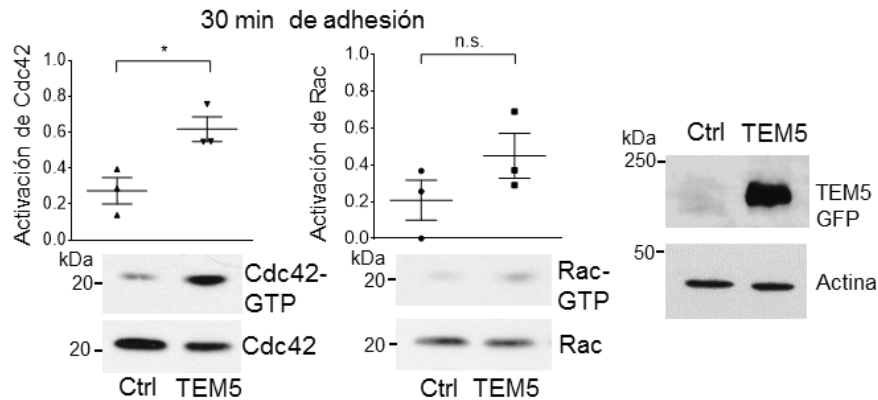 30 min de adhesión
Activación de Cdc42
1.0
0.8
0.6
0.4
0.2
0.0
*
kDa
20
Cdc42-
GTP
20
Cdc42
Ctrl TEM5
Activación de Rac
1.0
0.8
0.6
0.4
0.2
0.0
n.s.
kDa
20
Rac-
GTP
20
Rac
Ctrl TEM5
kDa
Ctrl TEM5
250
TEM5
GFP
50
Actina